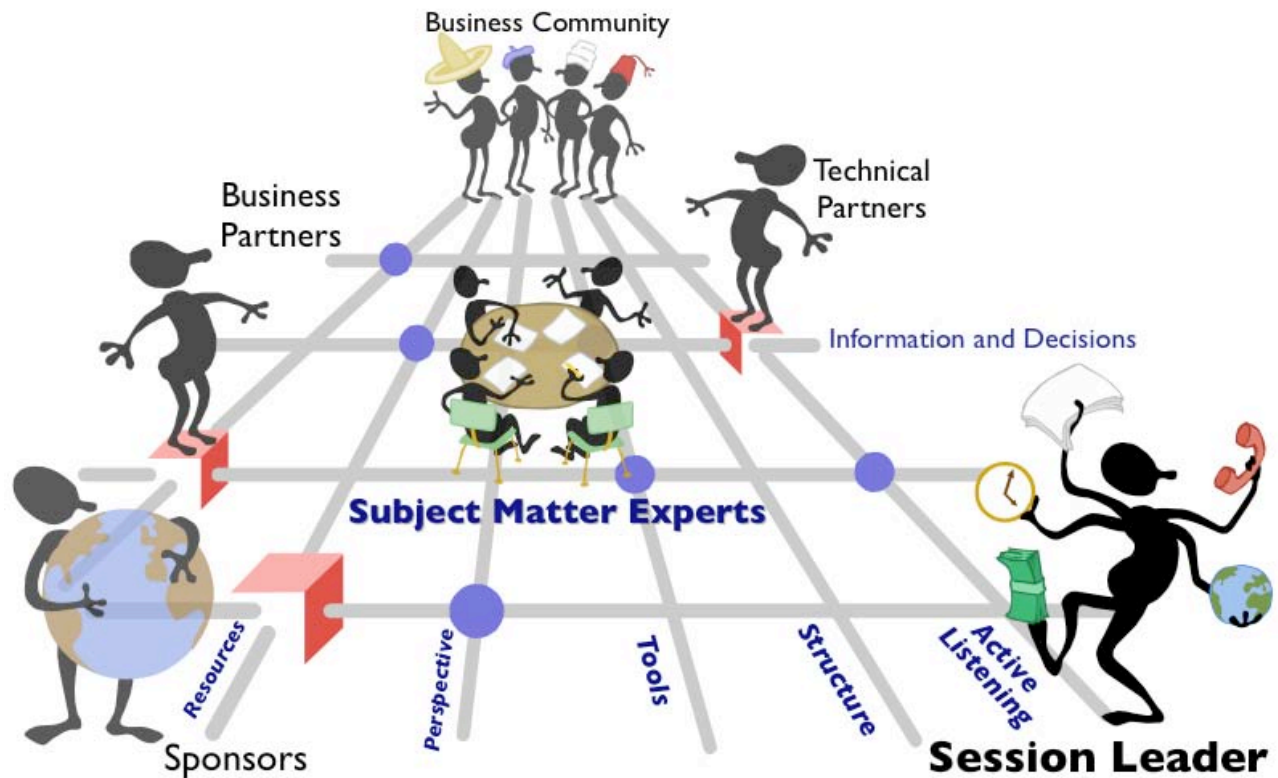 Business Community
Technical
Partners
Business
Partners
Information and Decisions
Subject Matter Experts
Resources
Perspective
Tools
Structure
Active
Listening
Sponsors
Session Leader